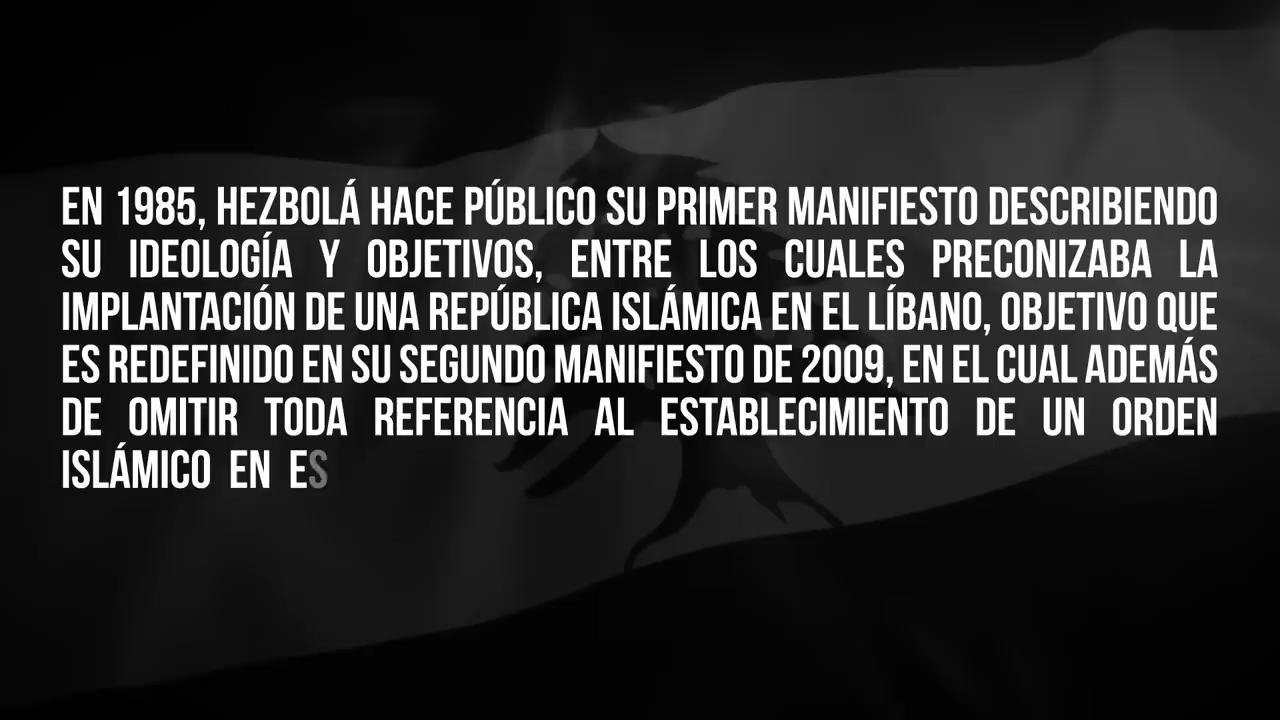 EN 1985, HEZBOLÁ HACE PÚBLICO SU PRIMER MANIFIESTO DESCRIBIENDO
SU IDEOLOGÍA Y OBJETIVOS, ENTRE LOS CUALES PRECONIZABA LA
IMPLANTACIÓN DE UNA REPÚBLICA ISLÁMICA EN EL LÍBANO, OBJETIVO QUE
ES REDEFINIDO EN SU SEGUNDO MANIFIESTO DE 2009, EN EL CUAL ADEMÁS
DE OMITIR TODA REFERENCIA AL ESTABLECIMIENTO DE UN ORDEN
ISLÁMICO EN ES